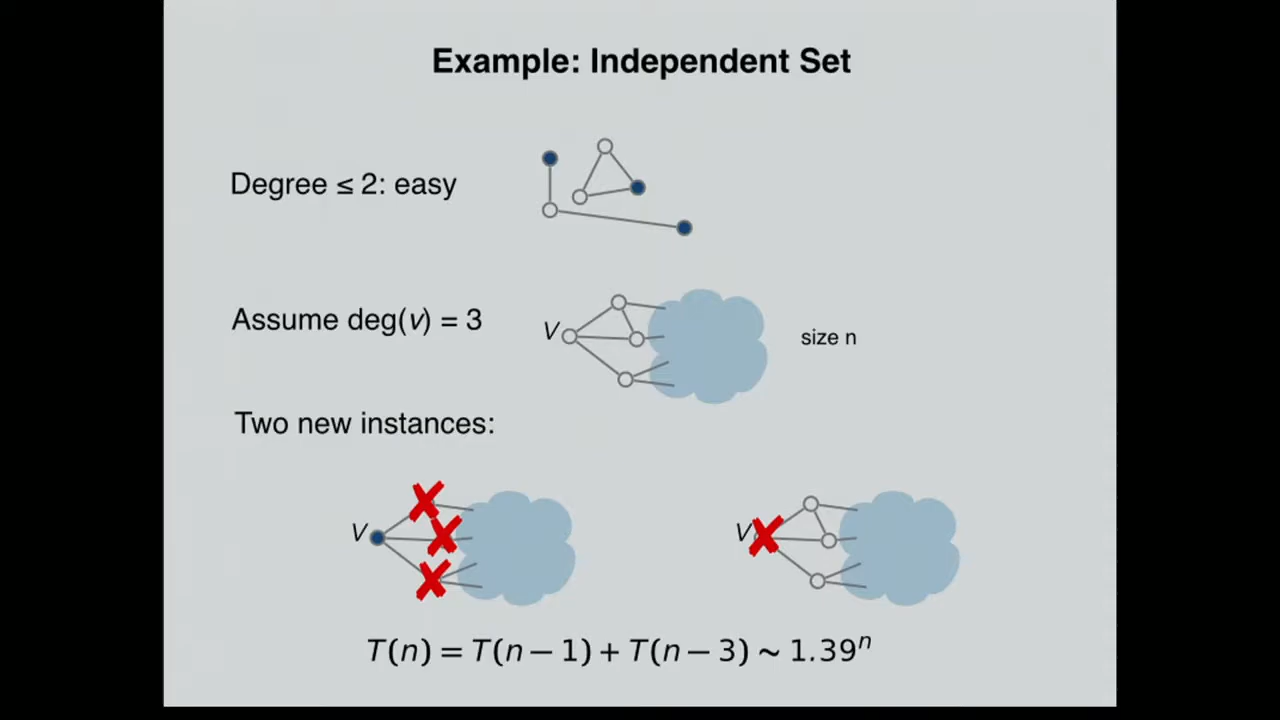 Example: Independent Set
Degree ≤ 2: easy
Assume deg(v) = 3
V
size n
Two new instances:
V
V
T(n) = T(n − 1) + T(n − 3) ~ 1.39ⁿ